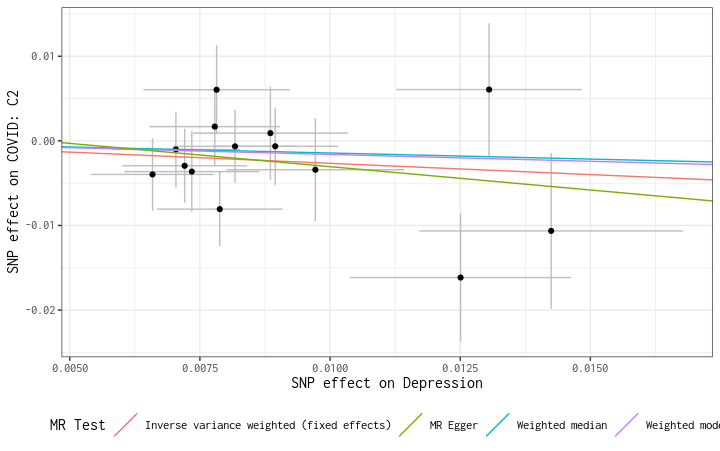 SNP effect on COVID: C2
0.01
0.00
-0.01
-0.02
0.0050 0.0075 0.0100 0.0125 0.0150
SNP effect on Depression
MR Test Inverse variance weighted (fixed effects) MR Egger Weighted median Weighted mode